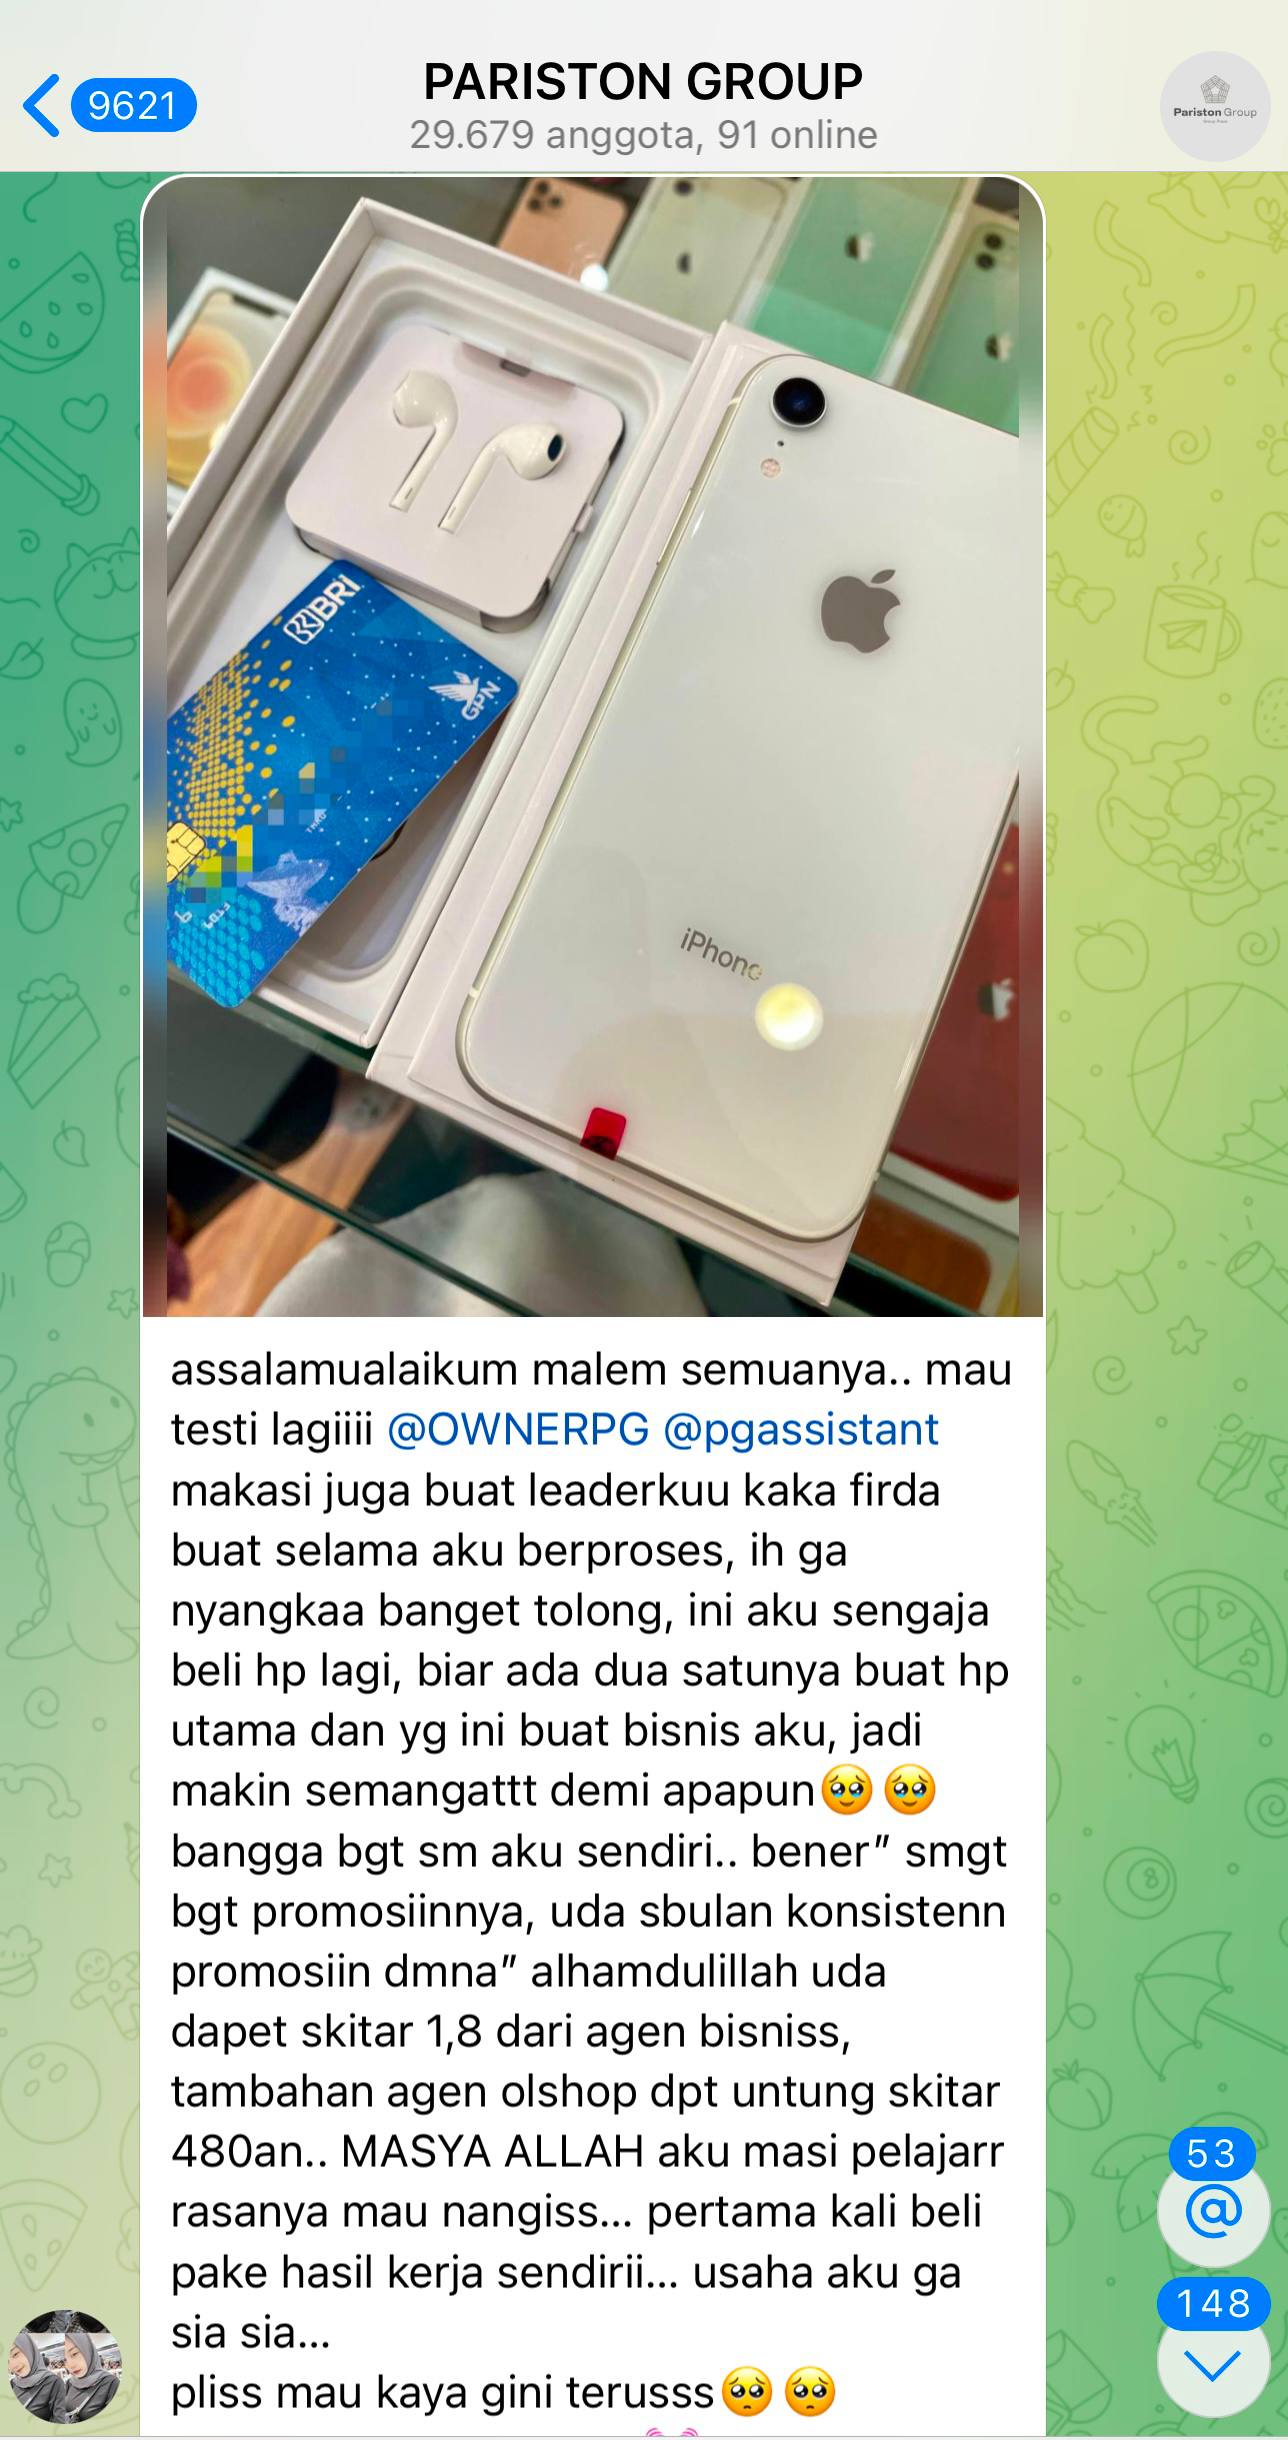 9621
PARISTON GROUP
29.679 anggota, 91 online
Pariston Group
BRI
GPN
iPhone
assalamualaikum malem semuanya.. mau
testi lagiiii @OWNERPG @pgassistant
makasi juga buat leaderkuu kaka firda
buat selama aku berproses, ih ga
nyangkaa banget tolong, ini aku sengaja
beli hp lagi, biar ada dua satunya buat hp
utama dan yg ini buat bisnis aku, jadi
makin semangattt demi apapun🥹🥹
bangga bgt sm aku sendiri.. bener” smgt
bgt promosiinnya, uda sbulan konsistenn
promosiin dmna” alhamdulillah uda
dapet skitar 1,8 dari agen bisniss,
tambahan agen olshop dpt untung skitar
480an.. MASYA ALLAH aku masi pelajarr
rasanya mau nangiss... pertama kali beli
pake hasil kerja sendirii... usaha aku ga
sia sia...
pliss mau kaya gini terusss🥺🥺
53
@
148